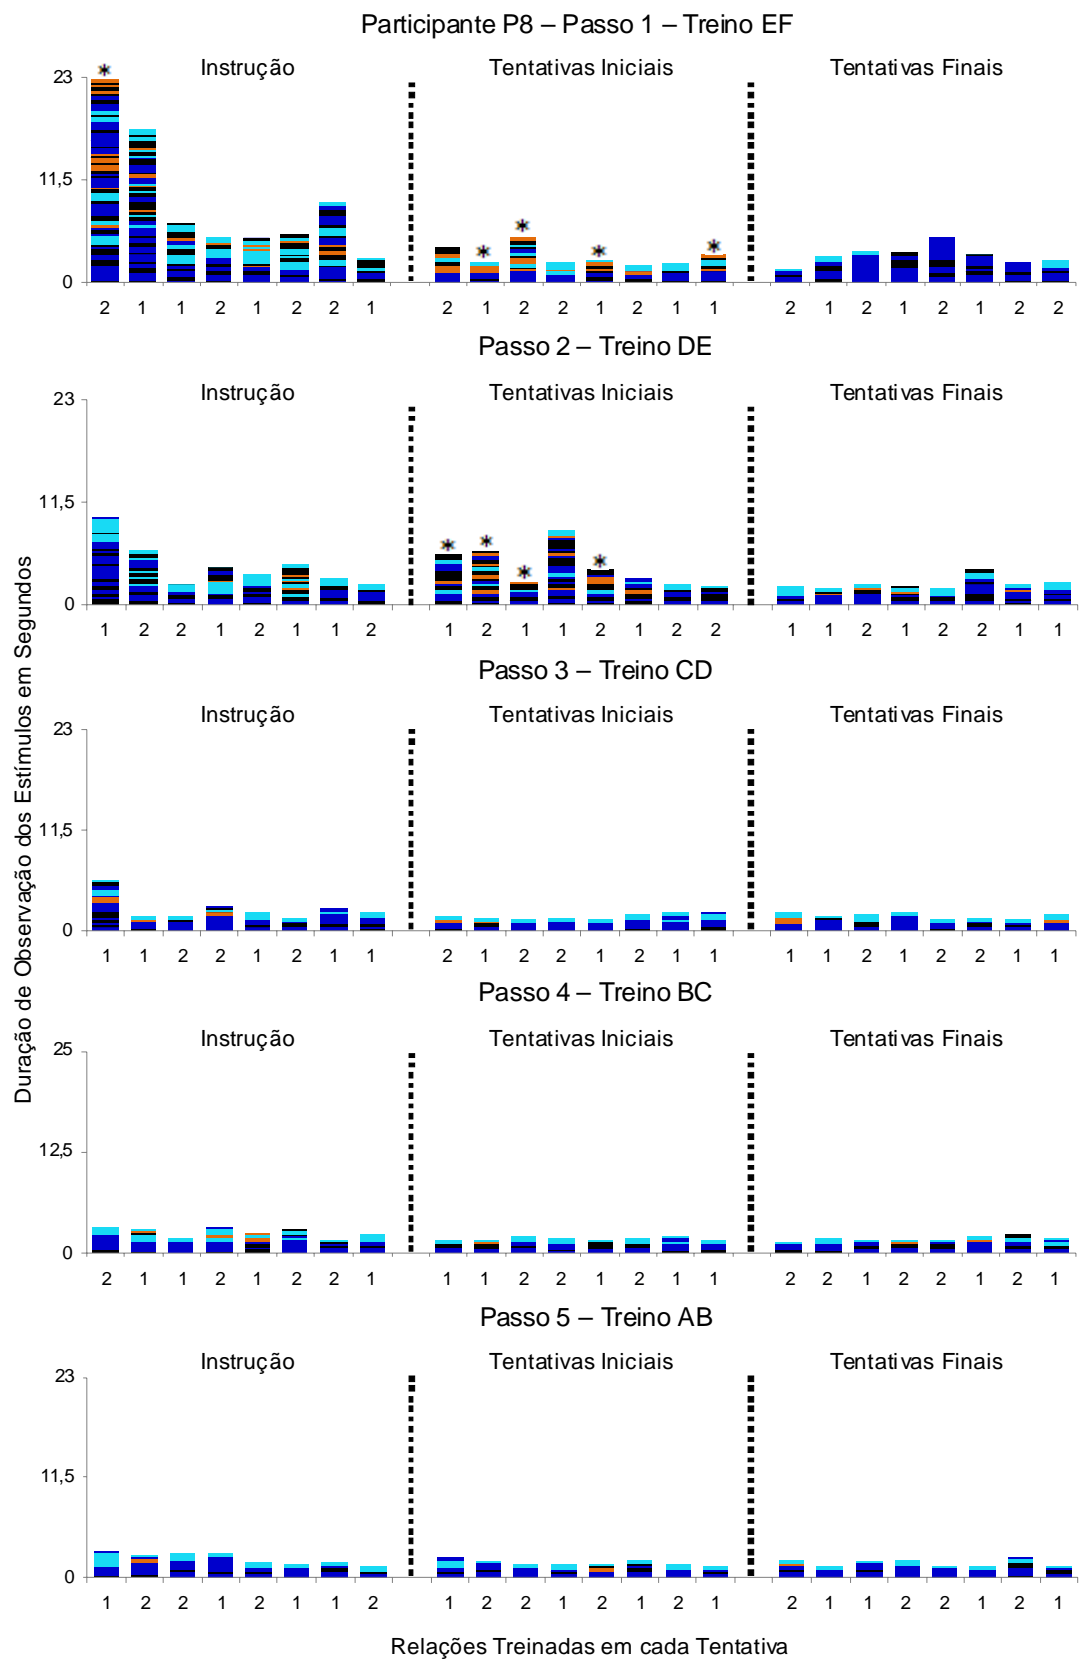 Participante P8 – Passo 1 – Treino EF
Instrução Tentativas Iniciais Tentativas Finais
23
* 
11,5
* * * *
0
2 1 1 2 1 2 2 1 2 1 2 2 1 2 1 1 2 1 2 1 2 1 2 2
Passo 2 – Treino DE
Instrução Tentativas Iniciais Tentativas Finais
23
11,5
* * * *
0
1 2 2 1 2 1 1 2 1 2 1 1 2 1 2 2 1 1 2 1 2 2 1 1
Passo 3 – Treino CD
Instrução Tentativas Iniciais Tentativas Finais
23
11,5
0
1 1 2 2 1 2 1 1 2 1 2 2 1 2 1 1 1 1 2 1 2 2 1 1
Passo 4 – Treino BC
Instrução Tentativas Iniciais Tentativas Finais
25
12,5
0
2 1 1 2 1 2 2 1 1 1 2 2 1 2 1 1 2 2 1 2 2 1 2 1
Passo 5 – Treino AB
Instrução Tentativas Iniciais Tentativas Finais
23
11,5
0
1 2 2 1 2 1 1 2 1 2 1 1 2 1 2 1 2 1 2 2 1 1 2 1
Duração de Observação dos Estímulos em Segundos
Relações Treinadas em cada Tentativa